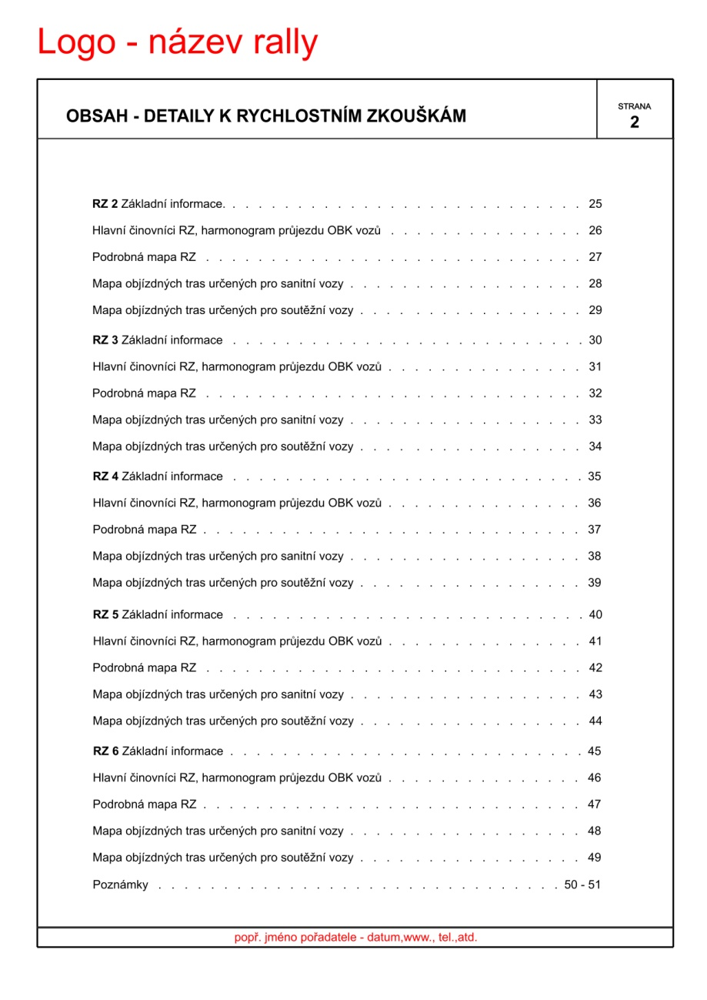 Logo - název rally
OBSAH - DETAILY K RYCHLOSTNÍM ZKOUŠKÁM
STRANA
2
RZ 2 Základní informace. . . . . . . . . . . . . . . . . . . . . . . . . . . . 25
Hlavní činovníci RZ, harmonogram průjezdu OBK vozů . . . . . . . . . . . . . . . 26
Podrobná mapa RZ . . . . . . . . . . . . . . . . . . . . . . . . . . . . . 27
Mapa objízdných tras určených pro sanitní vozy . . . . . . . . . . . . . . . . . . 28
Mapa objízdných tras určených pro soutěžní vozy . . . . . . . . . . . . . . . . . 29
RZ 3 Základní informace . . . . . . . . . . . . . . . . . . . . . . . . . . . 30
Hlavní činovníci RZ, harmonogram průjezdu OBK vozů . . . . . . . . . . . . . . . 31
Podrobná mapa RZ . . . . . . . . . . . . . . . . . . . . . . . . . . . . . 32
Mapa objízdných tras určených pro sanitní vozy . . . . . . . . . . . . . . . . . . 33
Mapa objízdných tras určených pro soutěžní vozy . . . . . . . . . . . . . . . . . 34
RZ 4 Základní informace . . . . . . . . . . . . . . . . . . . . . . . . . . . 35
Hlavní činovníci RZ, harmonogram průjezdu OBK vozů . . . . . . . . . . . . . . . 36
Podrobná mapa RZ . . . . . . . . . . . . . . . . . . . . . . . . . . . . . 37
Mapa objízdných tras určených pro sanitní vozy . . . . . . . . . . . . . . . . . . 38
Mapa objízdných tras určených pro soutěžní vozy . . . . . . . . . . . . . . . . . 39
RZ 5 Základní informace . . . . . . . . . . . . . . . . . . . . . . . . . . . 40
Hlavní činovníci RZ, harmonogram průjezdu OBK vozů . . . . . . . . . . . . . . . 41
Podrobná mapa RZ . . . . . . . . . . . . . . . . . . . . . . . . . . . . . 42
Mapa objízdných tras určených pro sanitní vozy . . . . . . . . . . . . . . . . . . 43
Mapa objízdných tras určených pro soutěžní vozy . . . . . . . . . . . . . . . . . 44
RZ 6 Základní informace . . . . . . . . . . . . . . . . . . . . . . . . . . . 45
Hlavní činovníci RZ, harmonogram průjezdu OBK vozů . . . . . . . . . . . . . . . 46
Podrobná mapa RZ . . . . . . . . . . . . . . . . . . . . . . . . . . . . . 47
Mapa objízdných tras určených pro sanitní vozy . . . . . . . . . . . . . . . . . . 48
Mapa objízdných tras určených pro soutěžní vozy . . . . . . . . . . . . . . . . . 49
Poznámky . . . . . . . . . . . . . . . . . . . . . . . . . . . . . . . 50 - 51
popř. jméno pořadatele - datum,www., tel.,atd.